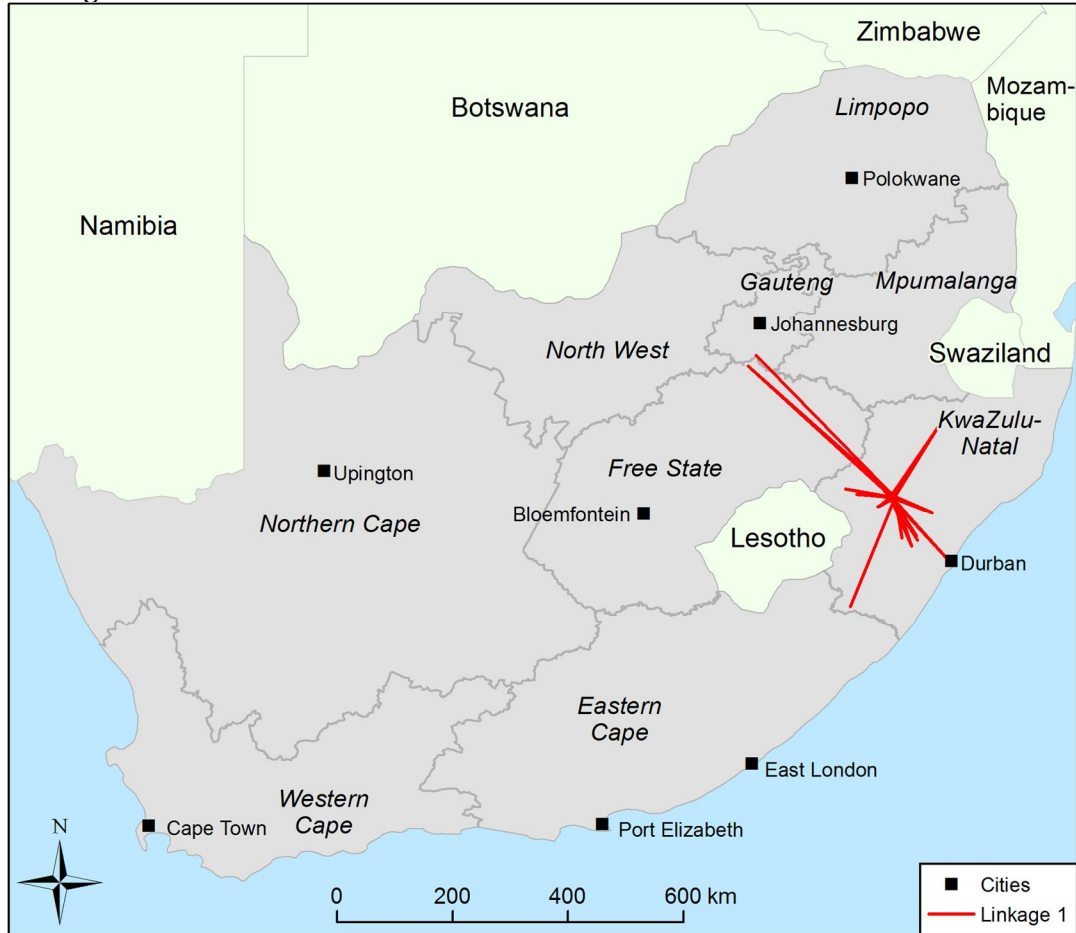 Zimbabwe
Mozam-
bique
Botswana
Limpopo
Polokwane
Namibia
Gauteng
Mpumalanga
Johannesburg
North West
Swaziland
KwaZulu-
Natal
Free State
Upington
Northern Cape
Bloemfontein
Lesotho
Durban
Eastern
Cape
East London
Western
Cape
Cape Town
Port Elizabeth
N
0 200 400 600 km
Cities
Linkage 1